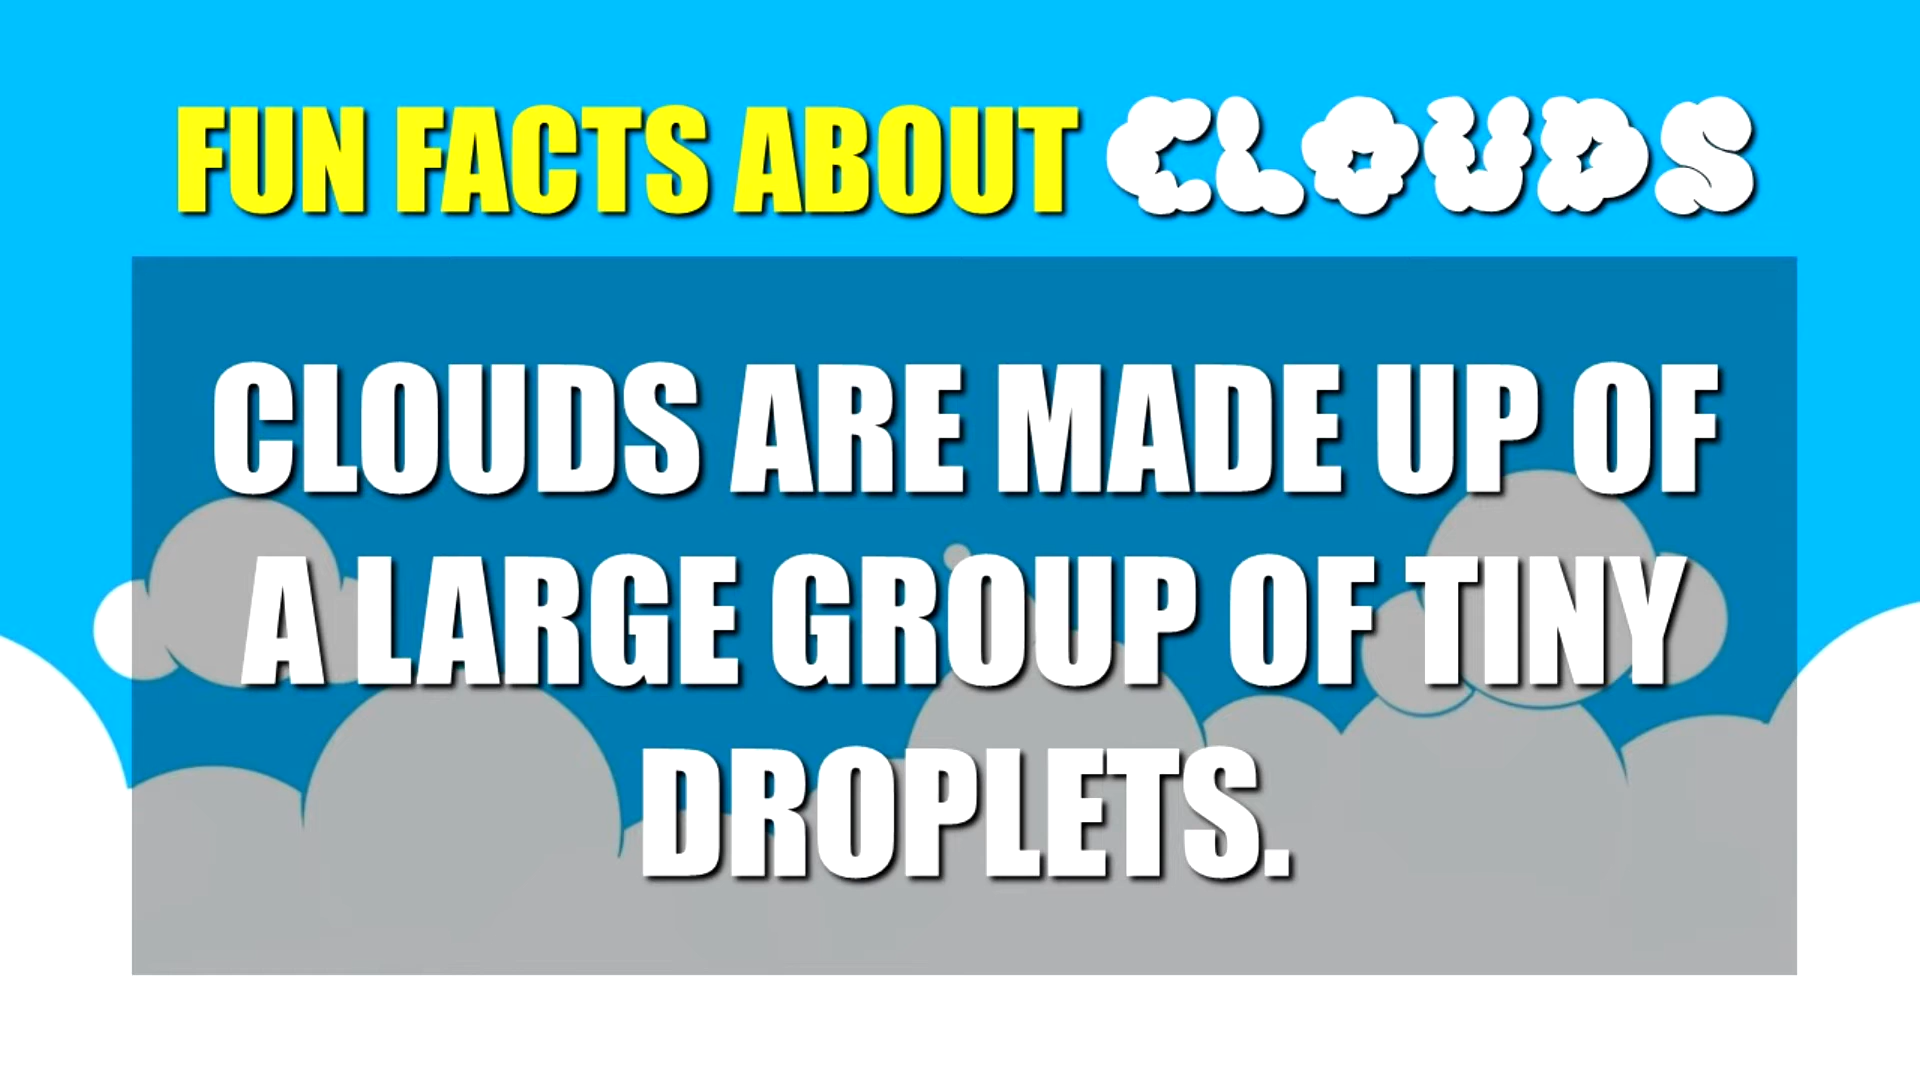 FUN FACTS ABOUT CLOUDS
CLOUDS ARE MADE UP OF
A LARGE GROUP OF TINY
DROPLETS.